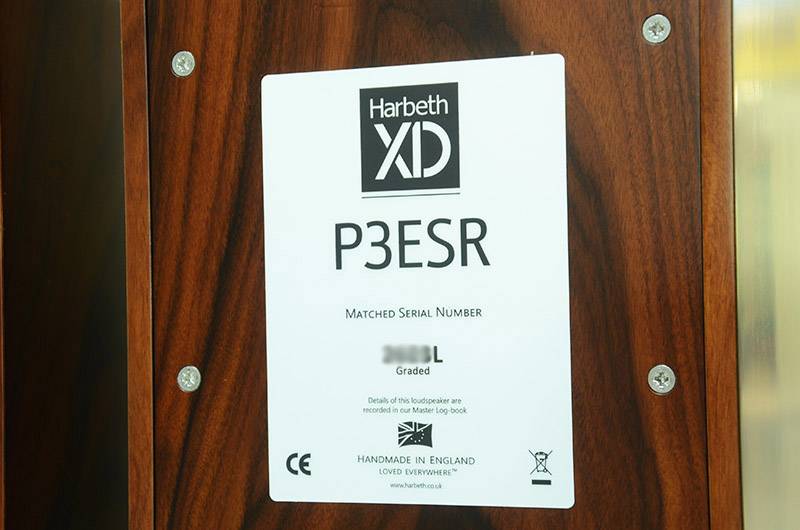 Harbeth
XD
P3ESR
MATCHED SERIAL NUMBER
L
Graded
Details of this loudspeaker are
recorded in our Master Log-book
HANDMADE IN ENGLAND
LOVED EVERYWHERE™
www.harbeth.co.uk
CE